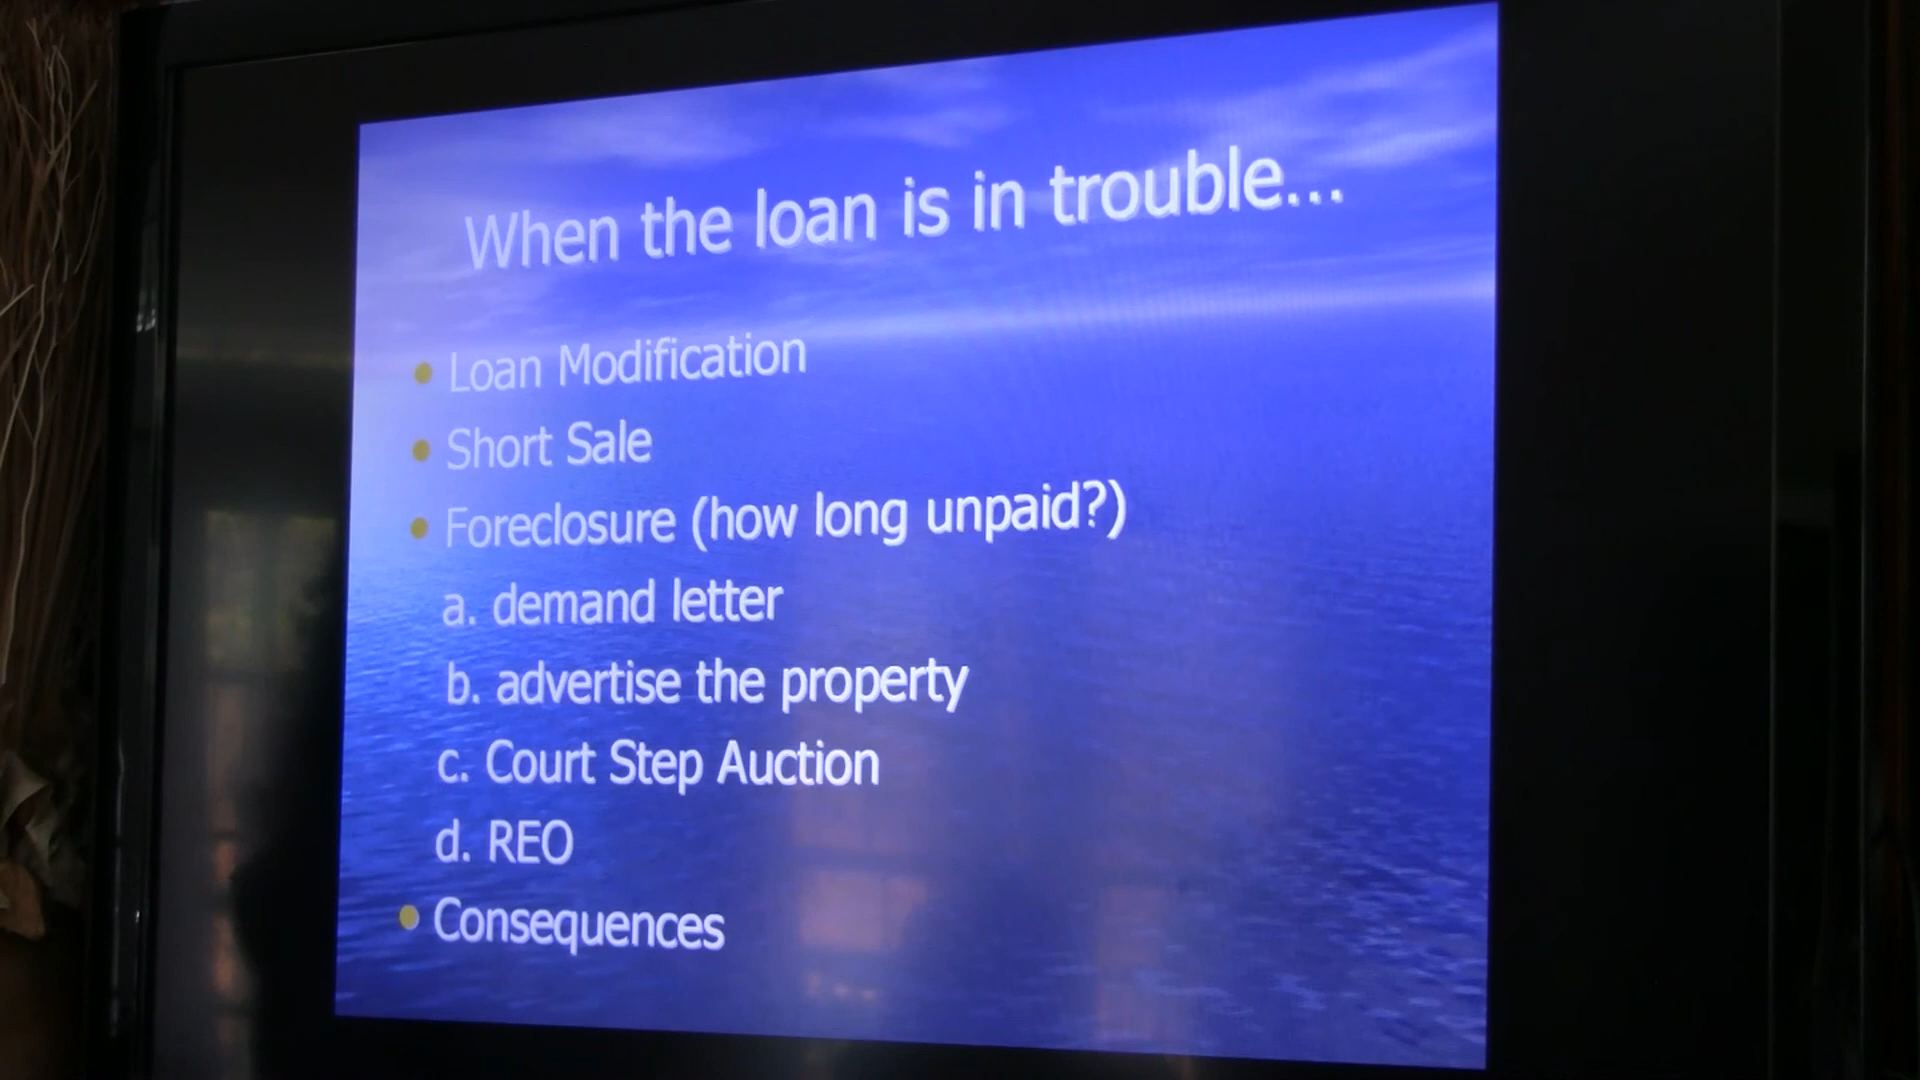 When the loan is in trouble...
• Loan Modification
• Short Sale
• Foreclosure (how long unpaid?)
a. demand letter
b. advertise the property
c. Court Step Auction
d. REO
• Consequences